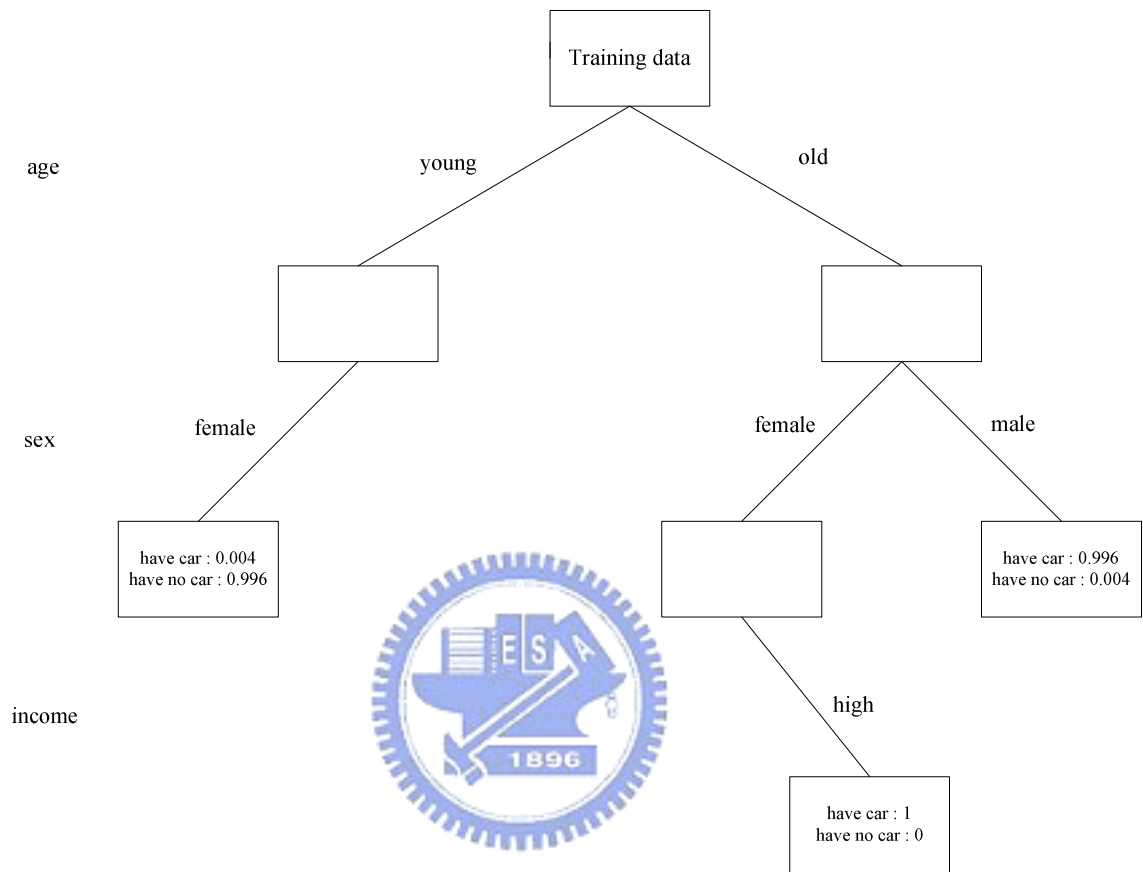 Training data
age
young
old
sex
female
female
male
have car : 0.004
have no car : 0.996
have car : 0.996
have no car : 0.004
E S A
1896
income
high
have car : 1
have no car : 0